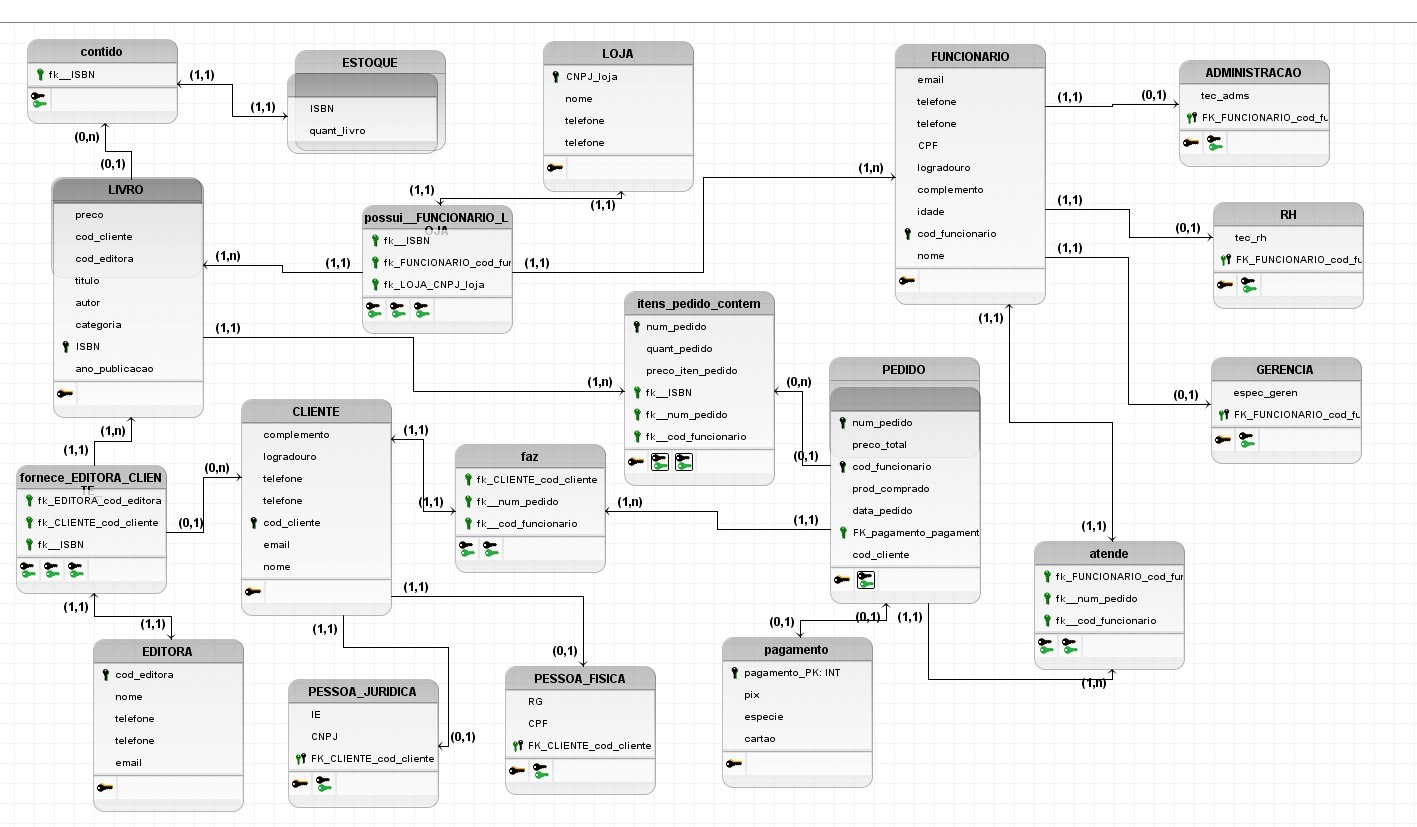 contido
fk__ISBN
(1,1)
(1,1)
(0,n)
(0,1)
ESTOQUE
ISBN
quant_livro
LOJA
CNPJ_loja
nome
telefone
telefone
(1,1)
(1,1)
FUNCIONARIO
email
telefone
telefone
CPF
logradouro
complemento
idade
cod_funcionario
nome
(1,1)
(0,1)
(1,1)
(0,1)
(1,1)
(0,1)
(1,n)
(1,1)
ADMINISTRACAO
tec_adms
FK_FUNCIONARIO_cod_fu
RH
tec_rh
FK_FUNCIONARIO_cod_fu
GERENCIA
espec_geren
FK_FUNCIONARIO_cod_fu
LIVRO
preco
cod_cliente
cod_editora
titulo
autor
categoria
ISBN
ano_publicacao
(1,n)
(1,1)
(1,1)
(1,n)
(1,n)
(1,1)
possui__FUNCIONARIO_L
OJA
fk__ISBN
fk_FUNCIONARIO_cod_fur
fk_LOJA_CNPJ_loja
(1,1)
itens_pedido_contem
num_pedido
quant_pedido
preco_iten_pedido
fk__ISBN
fk__num_pedido
fk__cod_funcionario
(0,n)
(0,1)
PEDIDO
num_pedido
preco_total
cod_funcionario
prod_comprado
data_pedido
FK_pagamento_pagament
cod_cliente
CLIENTE
complemento
logradouro
telefone
telefone
cod_cliente
email
nome
(1,1)
(1,1)
faz
fk_CLIENTE_cod_cliente
fk__num_pedido
fk__cod_funcionario
(1,n)
(1,1)
fornece_EDITORA_CLIEN
TE
fk_EDITORA_cod_editora
fk_CLIENTE_cod_cliente
fk__ISBN
(0,n)
(0,1)
(1,1)
(1,1)
(1,1)
atende
fk_FUNCIONARIO_cod_fur
fk__num_pedido
fk__cod_funcionario
(1,n)
(1,1)
(0,1)
(0,1)
EDITORA
cod_editora
nome
telefone
telefone
email
(1,1)
(0,1)
PESSOA_JURIDICA
IE
CNPJ
FK_CLIENTE_cod_cliente
(1,1)
(0,1)
PESSOA_FISICA
RG
CPF
FK_CLIENTE_cod_cliente
pagamento
pagamento_PK: INT
pix
especie
cartao